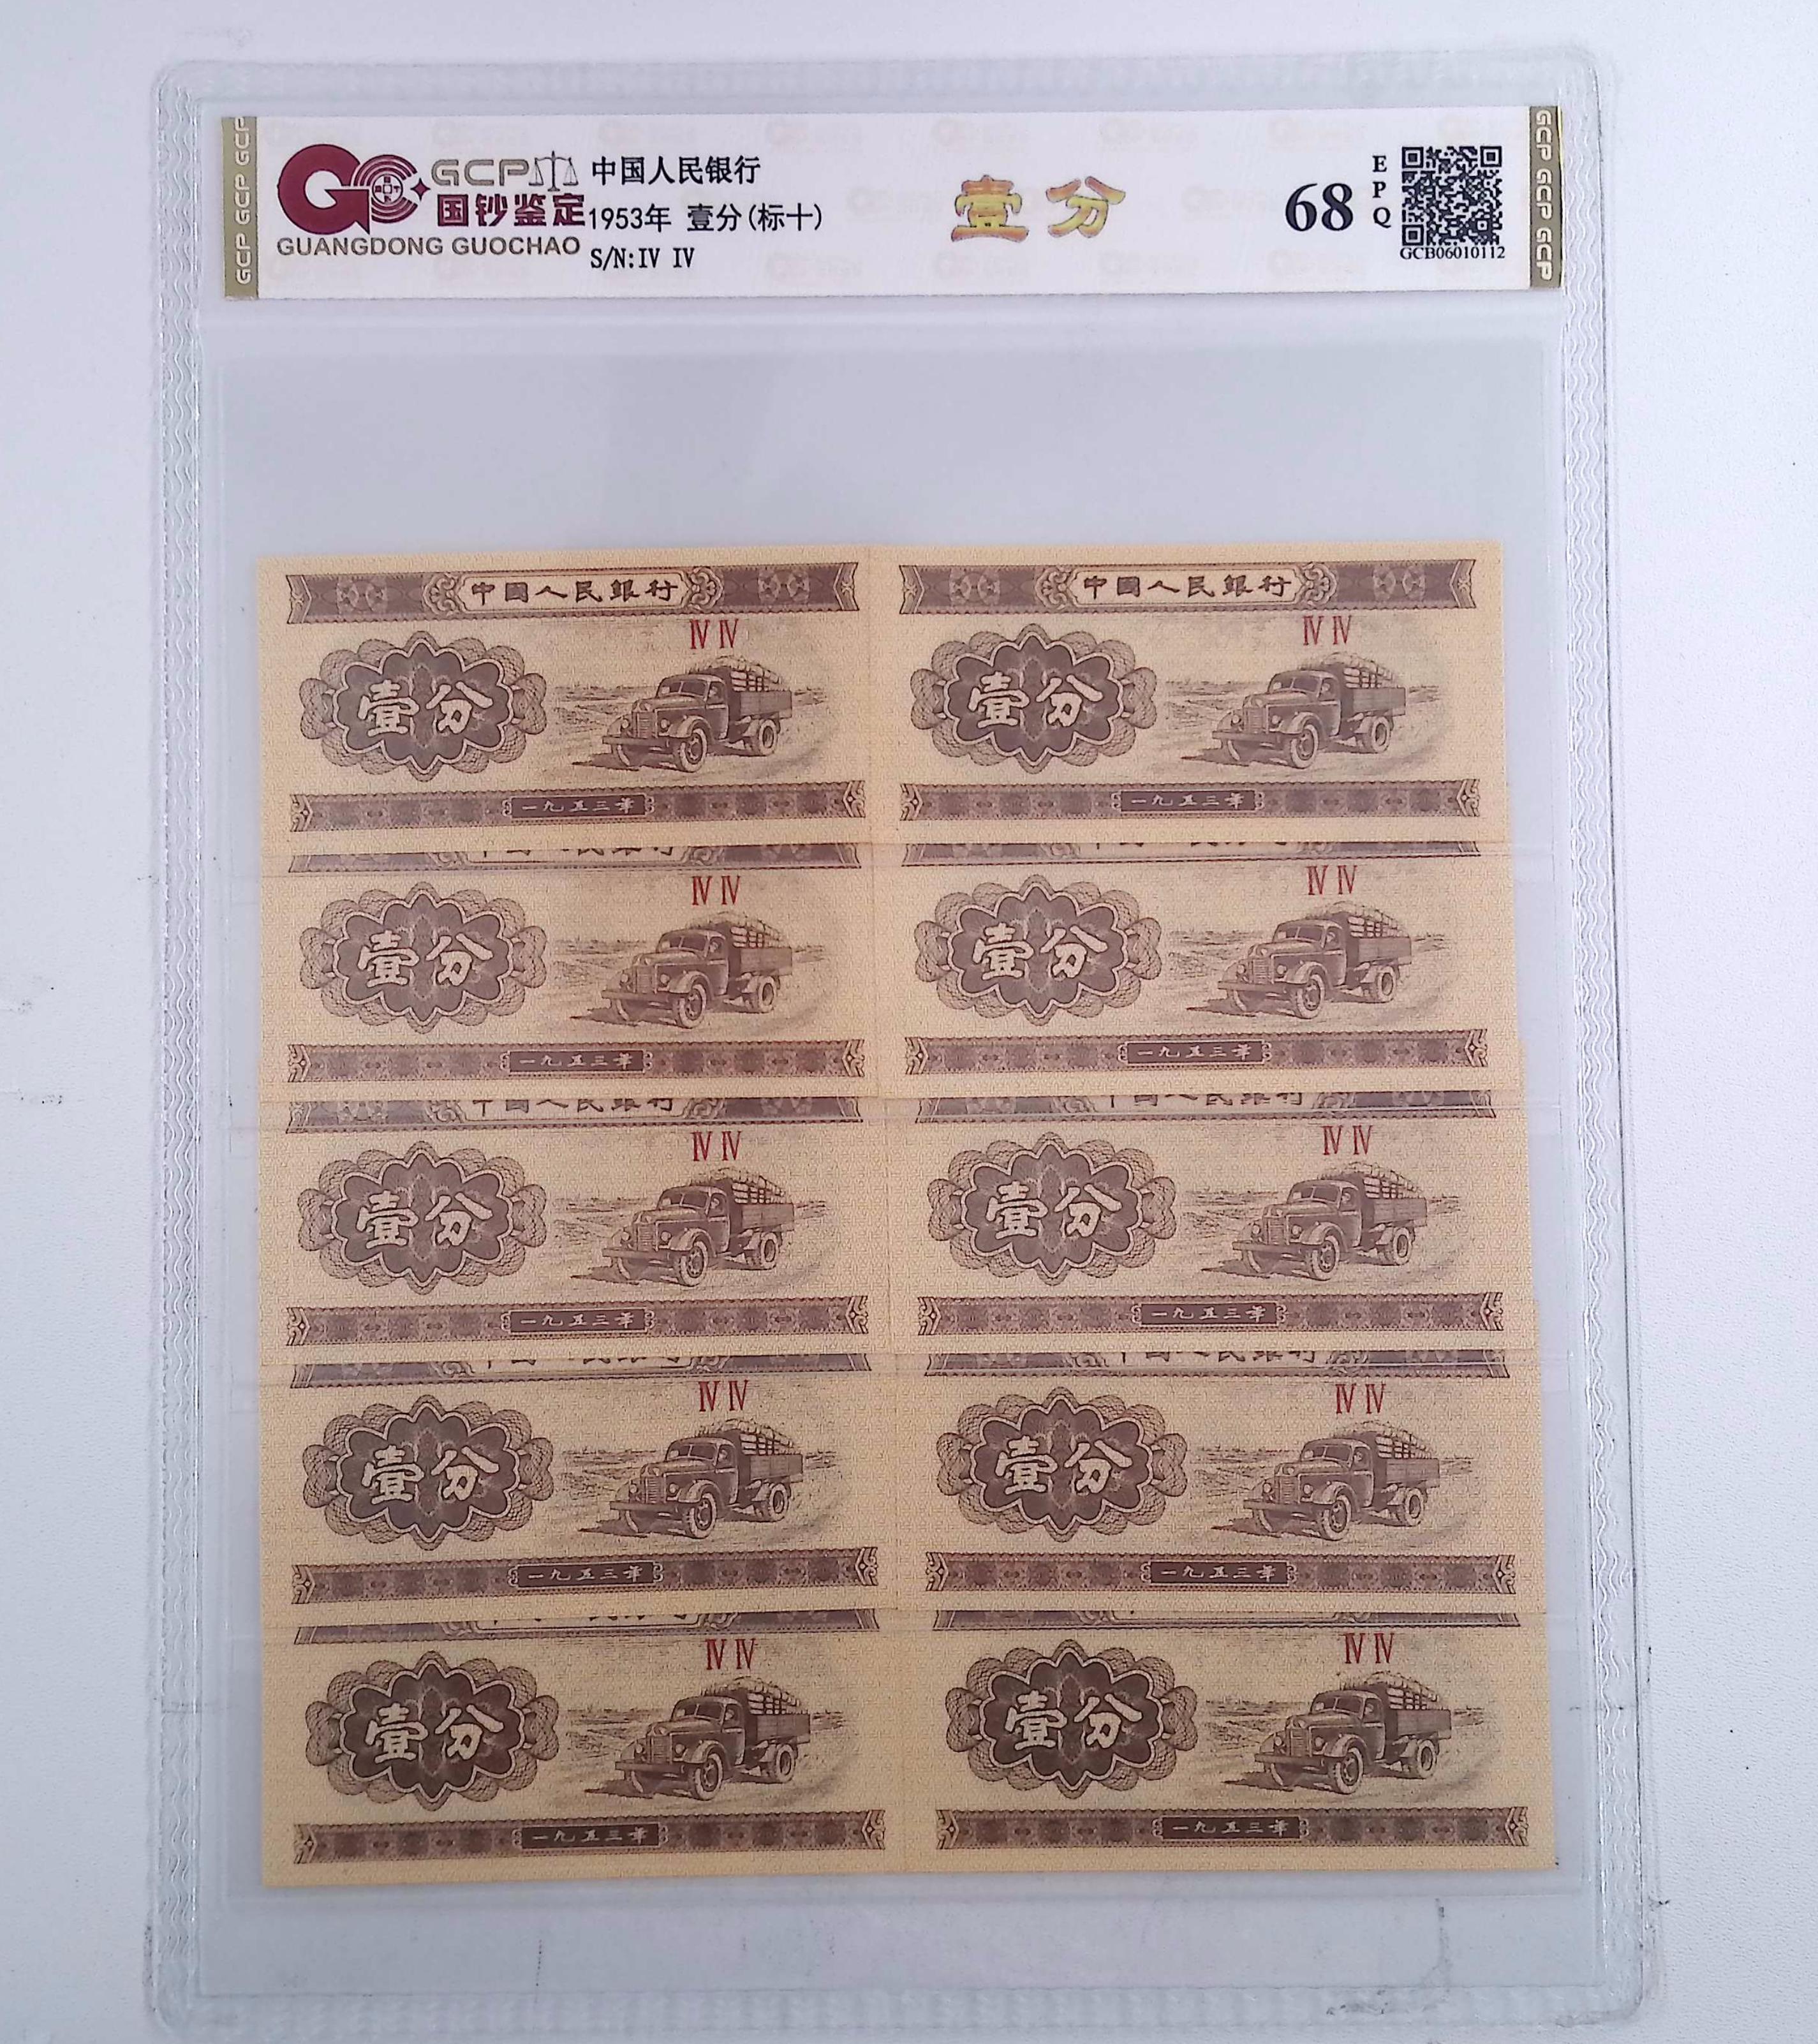 GCP GCP GCP
GCP
国钞鉴定
GUANGDONG GUOCHAO
中国人民银行
1953年 壹分(标十)
S/N:IV IV
壹分
68
EPQ
GCB06010112
GCP GCP GCP
中國人民銀行
IV IV
壹分
一九五三年
中國人民銀行
IV IV
壹分
一九五三年
IV IV
壹分
一九五三年
IV IV
壹分
一九五三年
IV IV
壹分
一九五三年
IV IV
壹分
一九五三年
IV IV
壹分
一九五三年
IV IV
壹分
一九五三年
IV IV
壹分
一九五三年
IV IV
壹分
一九五三年